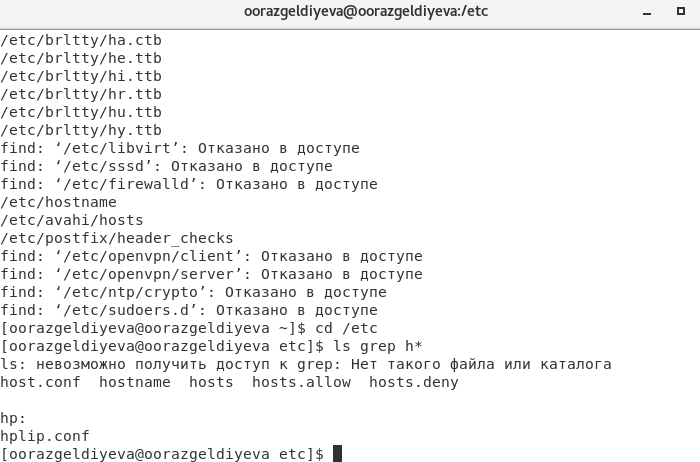 oorazgeldiyeva@oorazgeldiyeva:/etc
/etc/brltty/ha.ctb
/etc/brltty/he.ttb
/etc/brltty/hi.ttb
/etc/brltty/hr.ttb
/etc/brltty/hu.ttb
/etc/brltty/hy.ttb
find: ‘/etc/libvirt’: Отказано в доступе
find: ‘/etc/sssd’: Отказано в доступе
find: ‘/etc/firewalld’: Отказано в доступе
/etc/hostname
/etc/avahi/hosts
/etc/postfix/header_checks
find: ‘/etc/openvpn/client’: Отказано в доступе
find: ‘/etc/openvpn/server’: Отказано в доступе
find: ‘/etc/ntp/crypto’: Отказано в доступе
find: ‘/etc/sudoers.d’: Отказано в доступе
[oorazgeldiyeva@oorazgeldiyeva ~]$ cd /etc
[oorazgeldiyeva@oorazgeldiyeva etc]$ ls grep h*
ls: невозможно получить доступ к grep: Нет такого файла или каталога
host.conf  hostname  hosts  hosts.allow  hosts.deny
hp:
hplip.conf
[oorazgeldiyeva@oorazgeldiyeva etc]$